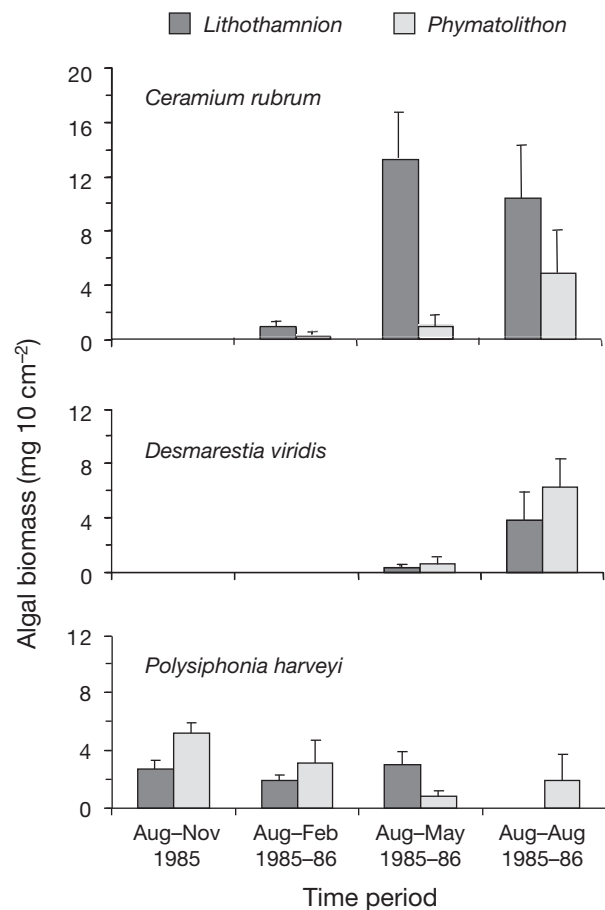 Lithothamnion Phymatolithon
20
Ceramium rubrum
16
12
8
4
0
12
Desmarestia viridis
8
4
0
12
Polysiphonia harveyi
8
4
0
Algal biomass (mg 10 cm⁻²)
Aug–Nov Aug–Feb Aug–May Aug–Aug
1985 1985–86 1985–86 1985–86
Time period